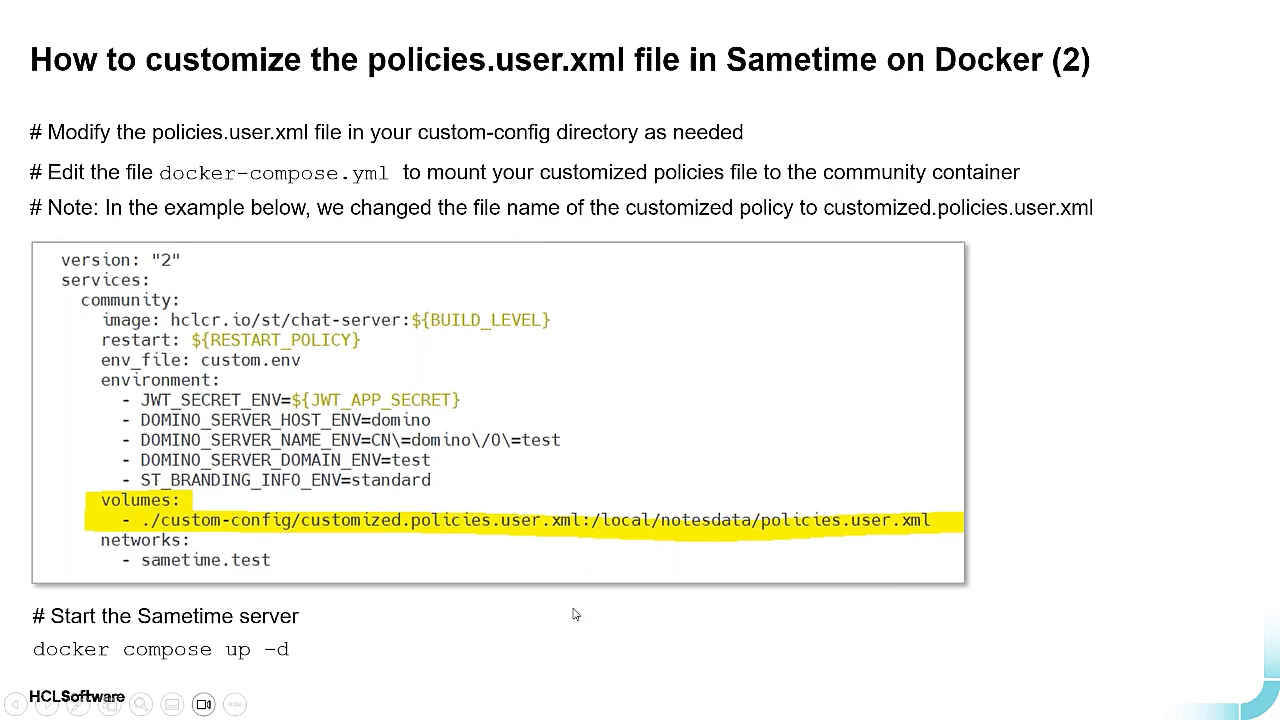 How to customize the policies.user.xml file in Sametime on Docker (2)
# Modify the policies.user.xml file in your custom-config directory as needed
# Edit the file docker-compose.yml to mount your customized policies file to the community container
# Note: In the example below, we changed the file name of the customized policy to customized.policies.user.xml
version: "2"
services:
community:
image: hclcr.io/st/chat-server:${BUILD_LEVEL}
restart: ${RESTART_POLICY}
env_file: custom.env
environment:
- JWT_SECRET_ENV=${JWT_APP_SECRET}
- DOMINO_SERVER_HOST_ENV=domino
- DOMINO_SERVER_NAME_ENV=CN\=domino\/O\=test
- DOMINO_SERVER_DOMAIN_ENV=test
- ST_BRANDING_INFO_ENV=standard
volumes:
- ./custom-config/customized.policies.user.xml:/local/notesdata/policies.user.xml
networks:
- sametime.test
# Start the Sametime server
docker compose up –d
HCLSoftware